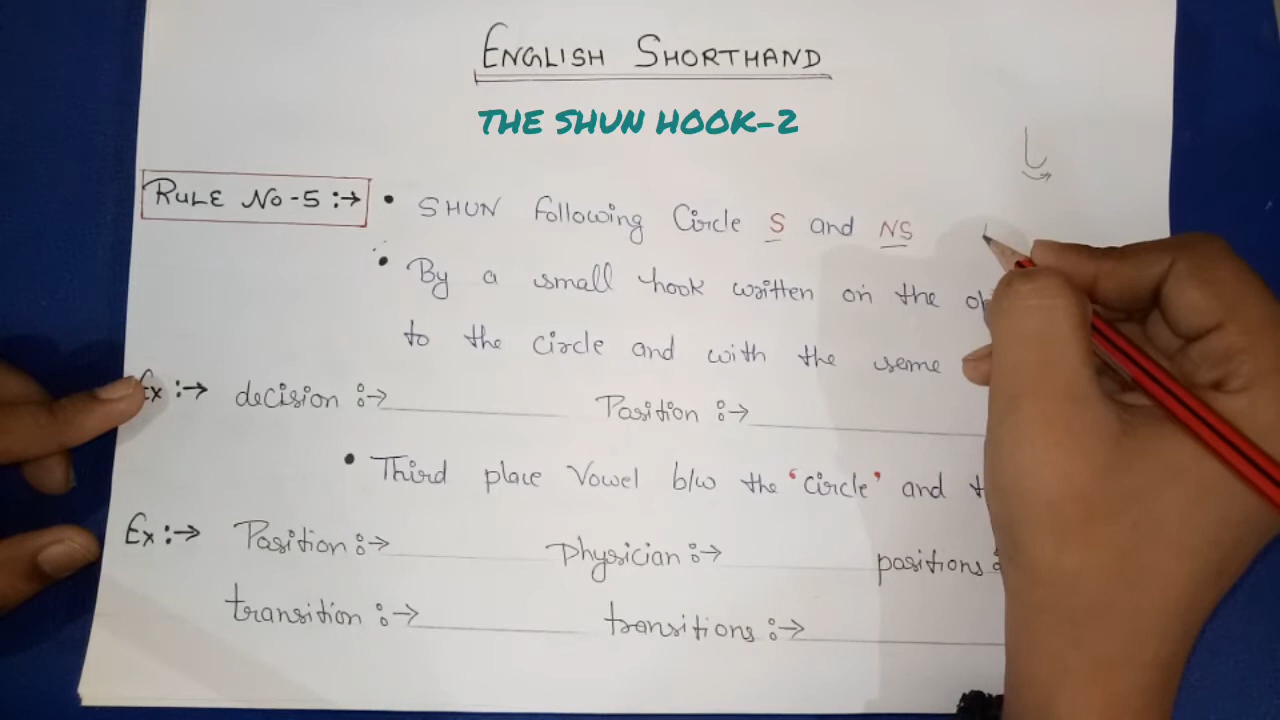 ENGLISH SHORTHAND
THE SHUN HOOK-2
RULE NO-5 :→ • SHUN following Circle S and NS
• By a small hook written on the
to the circle and with the seme
Ex :→ decision :→ Position :→
• Third place Vowel b/w the 'circle' and
Ex :→ Position :→ Physician :→ positions
transition :→ transitions :→